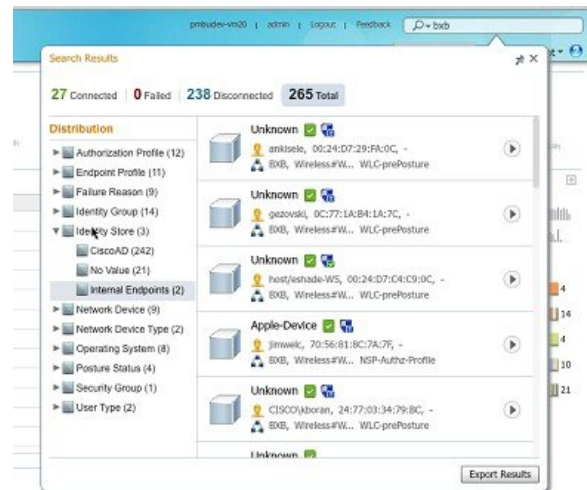 pmbudev-vm20 | admin | Logout | Feedback
bxb
Search Results
27 Connected | 0 Failed | 238 Disconnected 265 Total
Distribution
Authorization Profile (12)
Endpoint Profile (11)
Failure Reason (9)
Identity Group (14)
Identity Store (3)
CiscoAD (242)
No Value (21)
Internal Endpoints (2)
Network Device (9)
Network Device Type (2)
Operating System (8)
Posture Status (4)
Security Group (1)
User Type (2)
Unknown
ankisele, 00:24:D7:29:FA:0C, -
BXB, Wireless#W... WLC-prePosture
Unknown
gezovski, 0C:77:1A:B4:1A:7C, -
BXB, Wireless#W... WLC-prePosture
Unknown
host/eshade-WS, 00:24:D7:C4:C9:0C, -
BXB, Wireless#W... WLC-prePosture
Apple-Device
jimwelc, 70:56:81:8C:7A:7F, -
BXB, Wireless#W... NSP-Authz-Profile
Unknown
CISCO\kboran, 24:77:03:34:79:8C, -
BXB, Wireless#W... WLC-prePosture
Unknown
Export Results
4
14
4
10
21